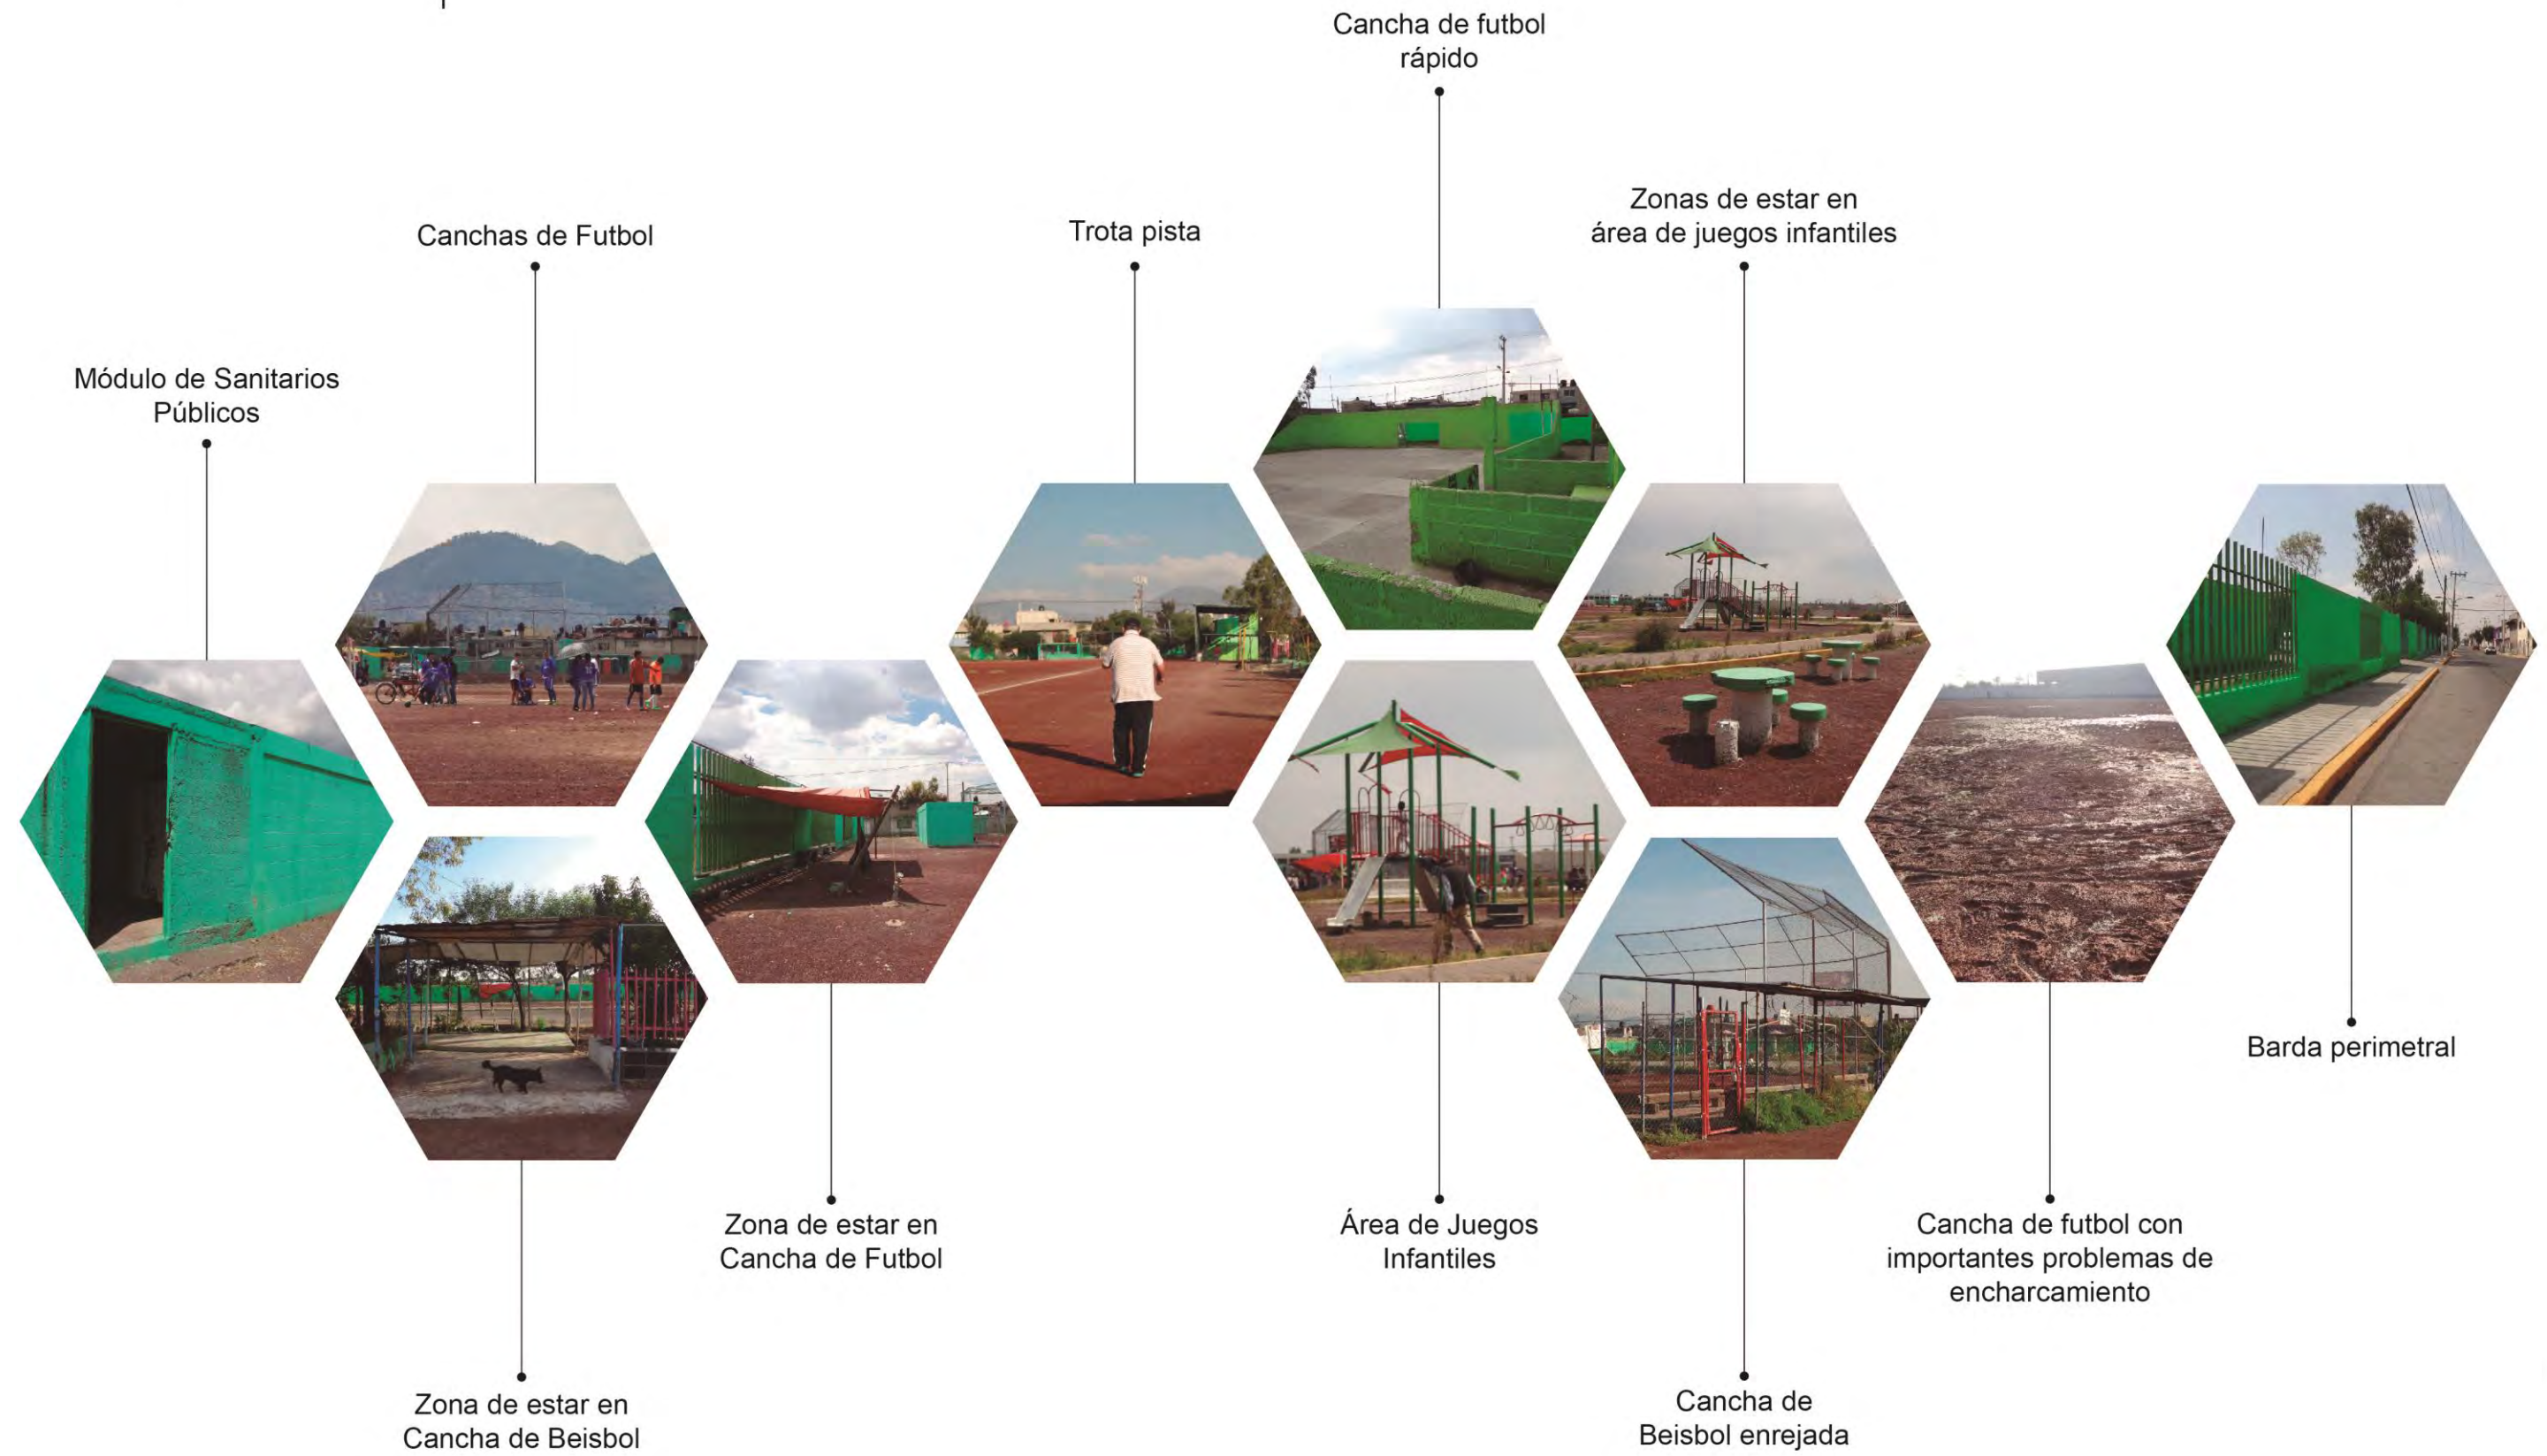 Cancha de futbol
rápido
Zonas de estar en
área de juegos infantiles
Canchas de Futbol
Trota pista
Módulo de Sanitarios
Públicos
Barda perimetral
Zona de estar en
Cancha de Futbol
Área de Juegos
Infantiles
Cancha de futbol con
importantes problemas de
encharcamiento
Zona de estar en
Cancha de Beisbol
Cancha de
Beisbol enrejada